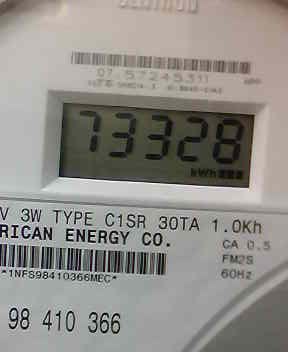 CENTRON
07.57245311
73328
kWh
V 3W TYPE C1SR 30TA 1.0Kh
RICAN ENERGY CO.
CA 0.5
FM2S
60Hz
*1NFS98410366MEC*
98 410 366